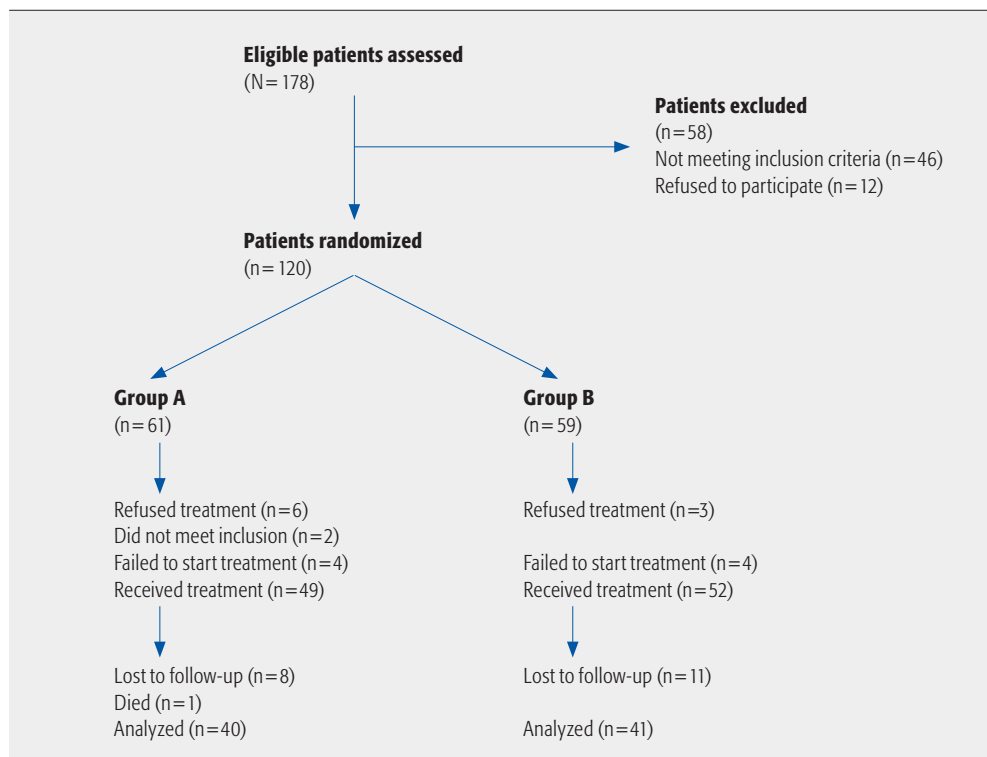 Eligible patients assessed
(N = 178)
Patients excluded
(n = 58)
Not meeting inclusion criteria (n = 46)
Refused to participate (n = 12)
Patients randomized
(n = 120)
Group A
(n = 61)
Refused treatment (n = 6)
Did not meet inclusion (n = 2)
Failed to start treatment (n = 4)
Received treatment (n = 49)
Lost to follow-up (n = 8)
Died (n = 1)
Analyzed (n = 40)
Group B
(n = 59)
Refused treatment (n =3)
Failed to start treatment (n = 4)
Received treatment (n = 52)
Lost to follow-up (n = 11)
Analyzed (n = 41)